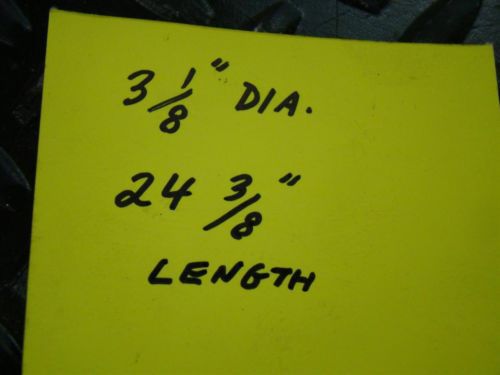 3 1/8" DIA.
24 3/8"
LENGTH